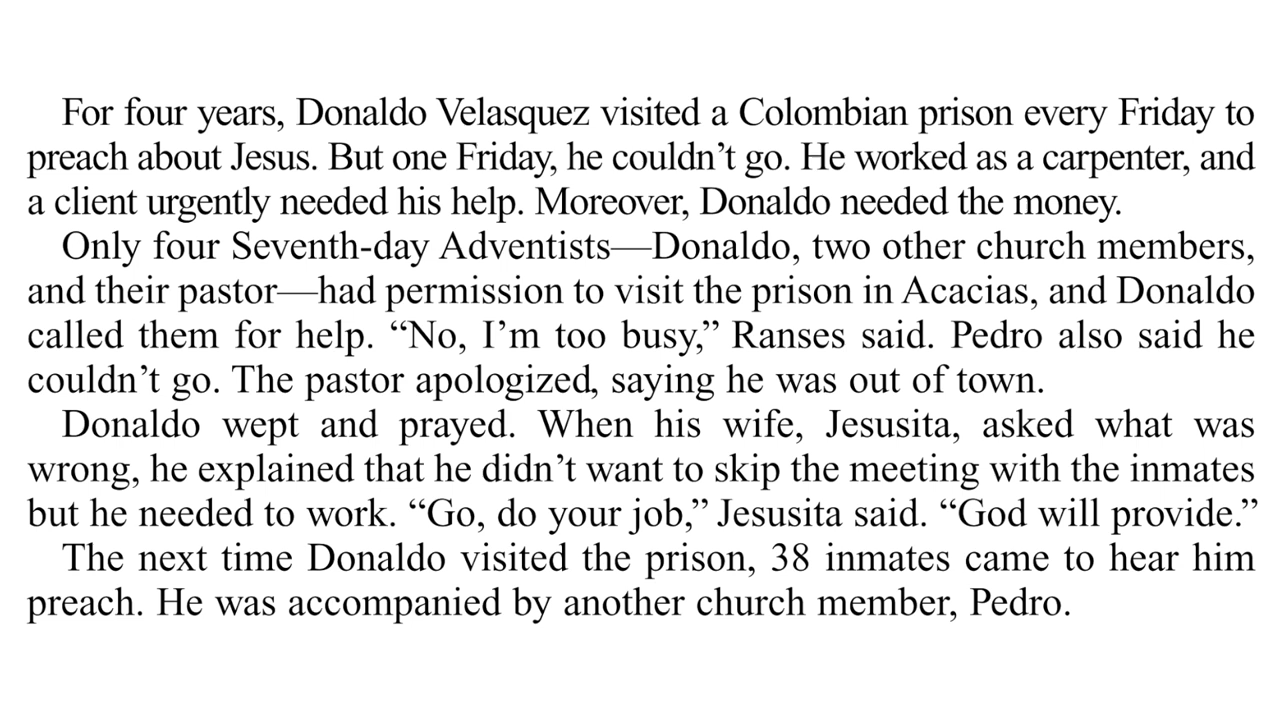 For four years, Donaldo Velasquez visited a Colombian prison every Friday to
preach about Jesus. But one Friday, he couldn’t go. He worked as a carpenter, and
a client urgently needed his help. Moreover, Donaldo needed the money.
Only four Seventh-day Adventists—Donaldo, two other church members,
and their pastor—had permission to visit the prison in Acacias, and Donaldo
called them for help. “No, I’m too busy,” Ranses said. Pedro also said he
couldn’t go. The pastor apologized, saying he was out of town.
Donaldo wept and prayed. When his wife, Jesusita, asked what was
wrong, he explained that he didn’t want to skip the meeting with the inmates
but he needed to work. “Go, do your job,” Jesusita said. “God will provide.”
The next time Donaldo visited the prison, 38 inmates came to hear him
preach. He was accompanied by another church member, Pedro.